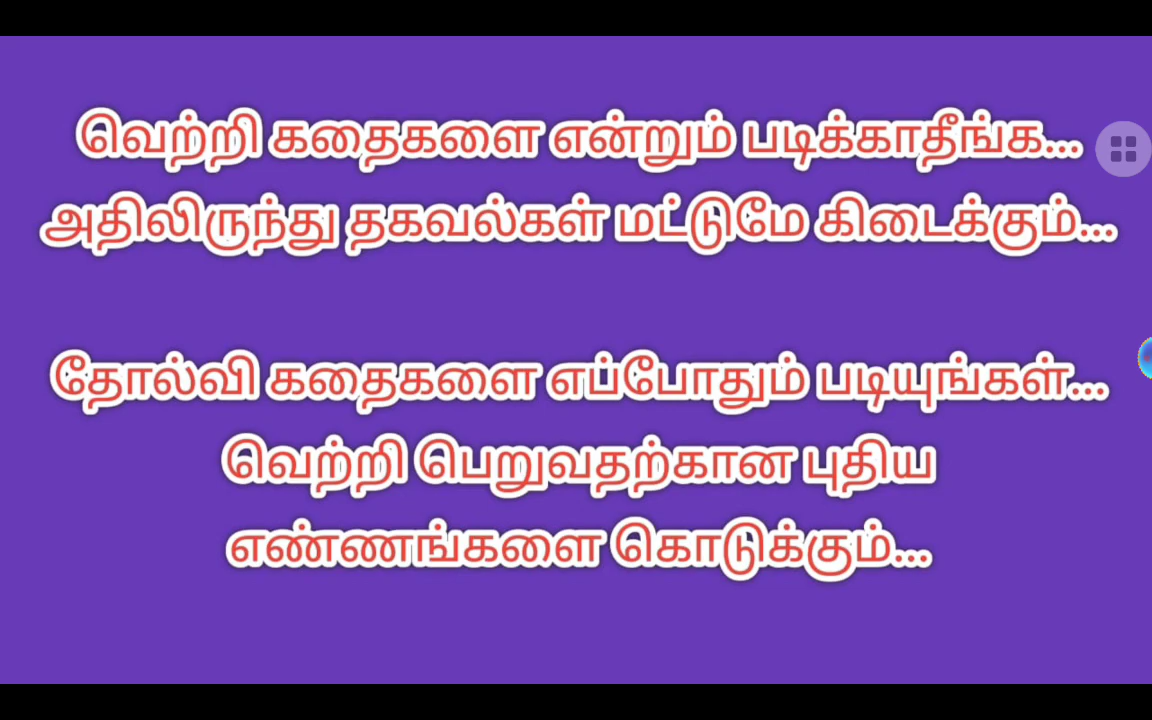 வெற்றி கதைகளை என்றும் படிக்காதீங்க...
அதிலிருந்து தகவல்கள் மட்டுமே கிடைக்கும்...
தோல்வி கதைகளை எப்போதும் படியுங்கள்...
வெற்றி பெறுவதற்கான புதிய
எண்ணங்களை கொடுக்கும்...